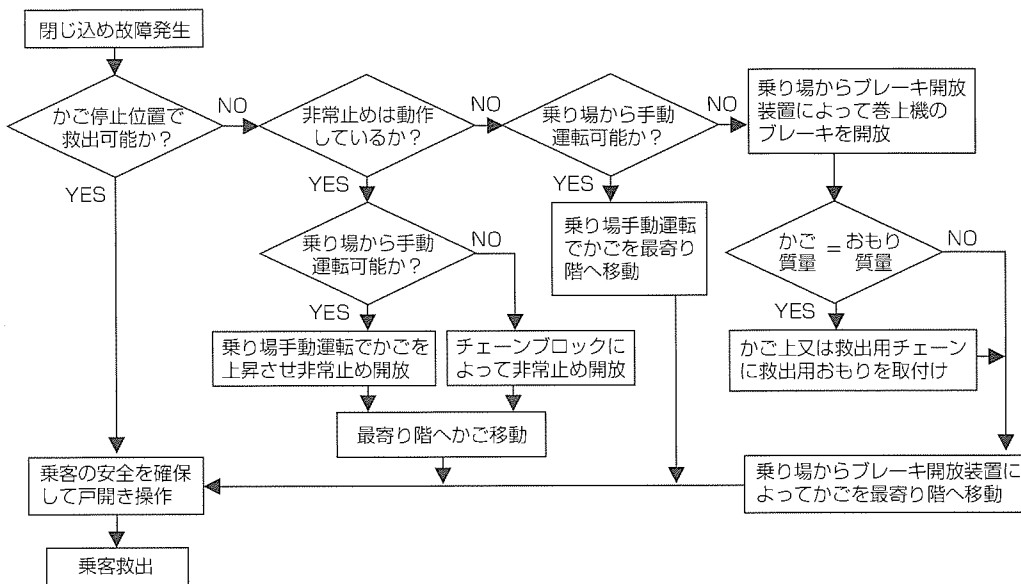 閉じ込め故障発生
かご停止位置で
救出可能か？
NO
YES
非常止めは動作
しているか？
NO
YES
乗り場から手動
運転可能か？
NO
YES
乗り場からブレーキ開放
装置によって巻上機の
ブレーキを開放
乗り場から手動
運転可能か？
NO
YES
乗り場手動運転
でかごを最寄り
階へ移動
かご
質量
=
おもり
質量
NO
YES
乗り場手動運転でかごを
上昇させ非常止め開放
チェーンブロックに
よって非常止め開放
かご上又は救出用チェーン
に救出用おもりを取付け
最寄り階へかご移動
乗客の安全を確保
して戸開き操作
乗り場からブレーキ開放装置に
よってかごを最寄り階へ移動
乗客救出